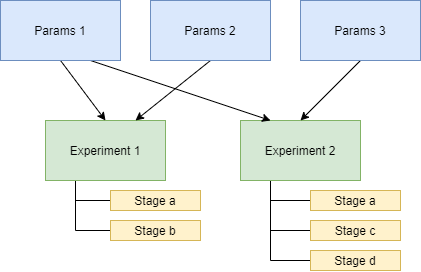 Params 1
Params 2
Params 3
Experiment 1
Experiment 2
Stage a
Stage b
Stage a
Stage c
Stage d